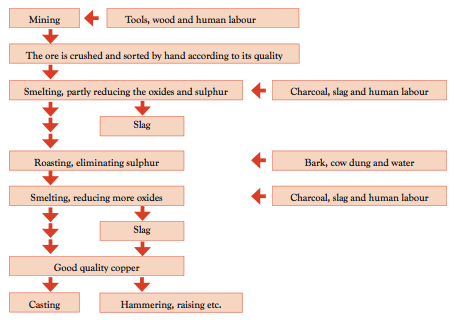 Mining
Tools, wood and human labour
The ore is crushed and sorted by hand according to its quality
Smelting, partly reducing the oxides and sulphur
Charcoal, slag and human labour
Slag
Roasting, eliminating sulphur
Bark, cow dung and water
Smelting, reducing more oxides
Charcoal, slag and human labour
Slag
Good quality copper
Casting
Hammering, raising etc.